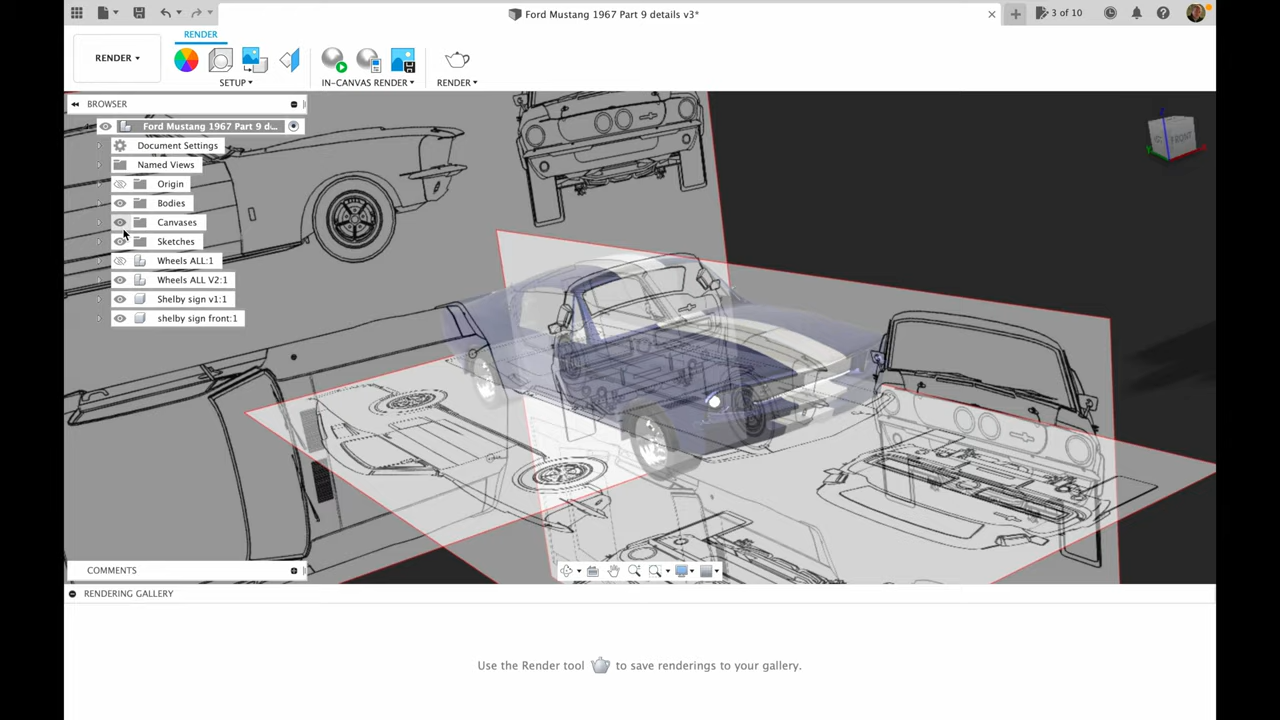 Ford Mustang 1967 Part 9 details v3*
3 of 10
RENDER
RENDER
SETUP
IN-CANVAS RENDER
RENDER
BROWSER
Ford Mustang 1967 Part 9 d...
Document Settings
Named Views
Origin
Bodies
Canvases
Sketches
Wheels ALL:1
Wheels ALL V2:1
Shelby sign v1:1
shelby sign front:1
FRONT
COMMENTS
RENDERING GALLERY
Use the Render tool to save renderings to your gallery.